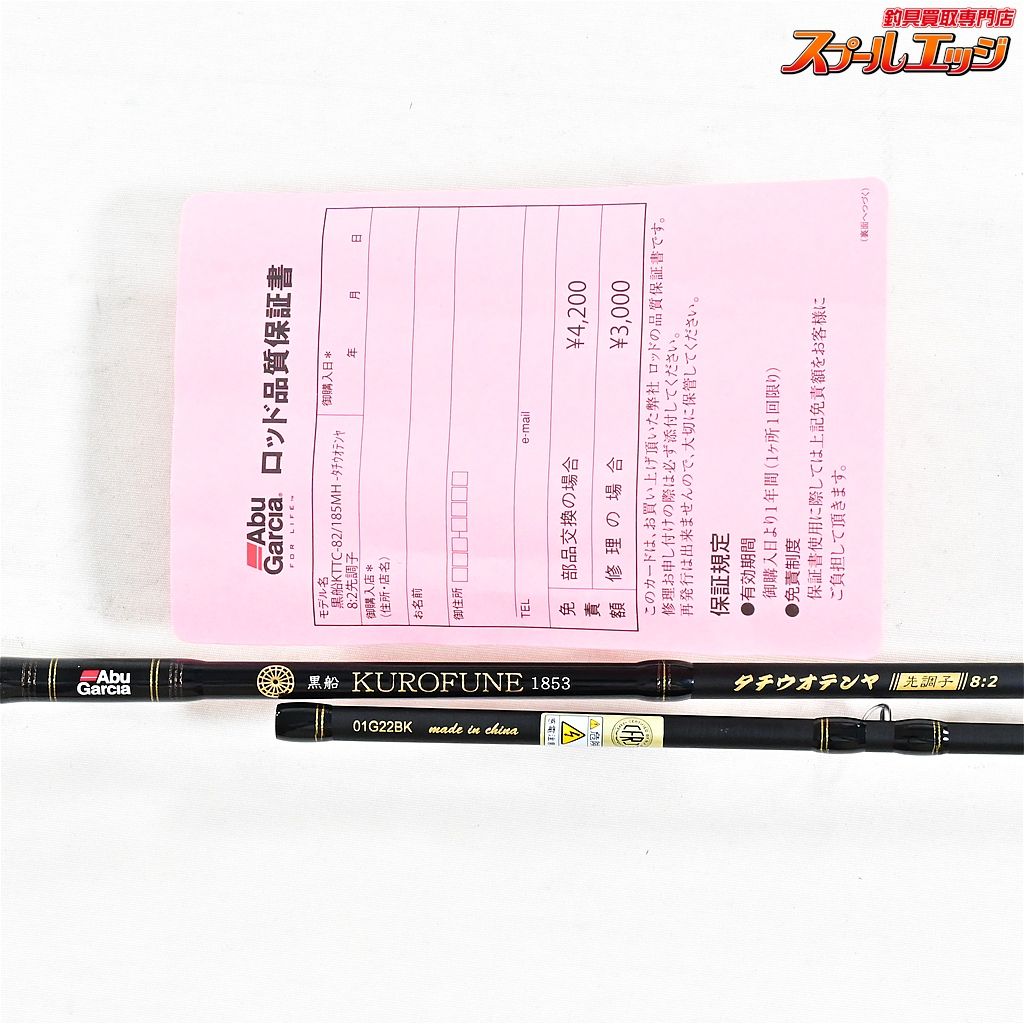 釣具買取専門店
スプールエッジ
Abu Garcia® ロッド品質保証書
FOR LIFE™
モデル名
黒船KTTC-82/185MH -タチウオテンヤ
8:2先調子
御購入日*
年 月 日
御購入店*
(住所・店名)
お名前
御住所
TEL
e-mail
免責額
部品交換の場合 ¥4,200
修理の場合 ¥3,000
このカードは、お買い上げ頂いた弊社 ロッドの品質保証書です。
修理お申し付けの際は必ず添付してください。
再発行は出来ませんので、大切に保管してください。
保証規定
●有効期間
御購入日より1年間(1ヶ所1回限り)
●免責制度
保証書使用に際しては上記免責額をお客様に
ご負担して頂きます。
(裏面へつづく)
Abu Garcia
黒船 KUROFUNE 1853
タチウオテンヤ 先調子 8:2
01G22BK made in china